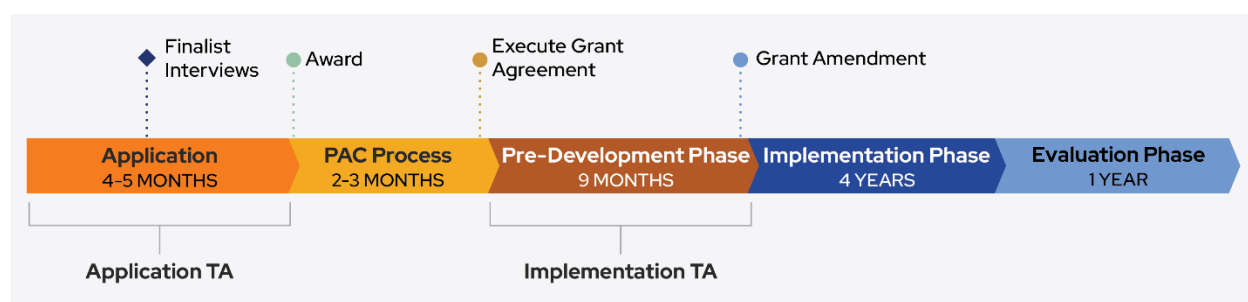 Finalist
Interviews
Award
Execute Grant
Agreement
Grant Amendment
Application
4-5 MONTHS
PAC Process
2-3 MONTHS
Pre-Development Phase
9 MONTHS
Implementation Phase
4 YEARS
Evaluation Phase
1 YEAR
Application TA
Implementation TA